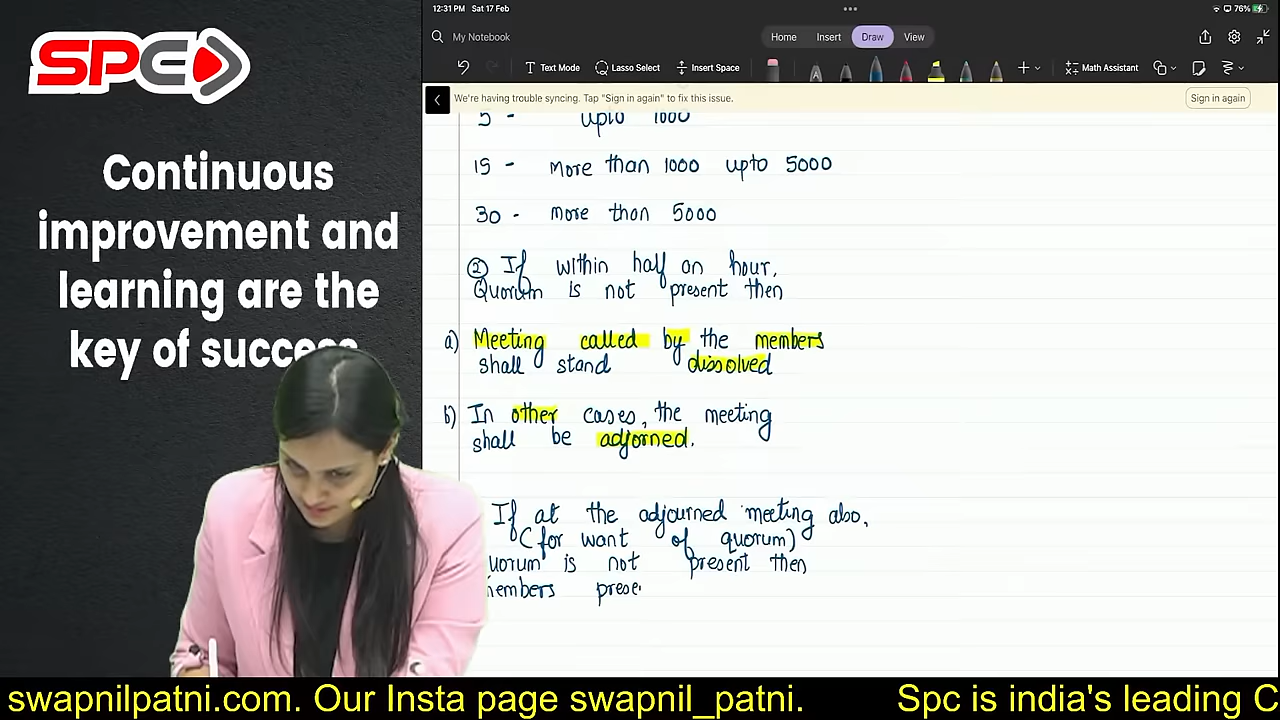 SPC
Continuous
improvement and
learning are the
key of success
12:31 PM Sat 17 Feb
76%
My Notebook
Home Insert Draw View
Text Mode Lasso Select Insert Space Math Assistant
We're having trouble syncing. Tap "Sign in again" to fix this issue.
Sign in again
5 - upto 1000
15 - More than 1000 upto 5000
30 - more than 5000
② If within half an hour,
Quorum is not present then
a) Meeting called by the members
shall stand dissolved
b) In other cases, the meeting
shall be adjorned.
If at the adjourned meeting also,
(for want of quorum)
uorum is not present then
embers prese
swapnilpatni.com. Our Insta page swapnil_patni. Spc is india's leading C